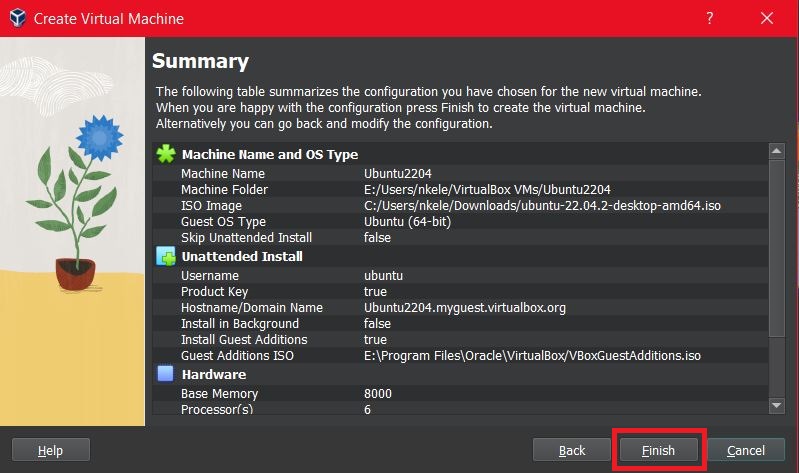 Create Virtual Machine
Summary
The following table summarizes the configuration you have chosen for the new virtual machine.
When you are happy with the configuration press Finish to create the virtual machine.
Alternatively you can go back and modify the configuration.
Machine Name and OS Type
Machine Name Ubuntu2204
Machine Folder E:/Users/nkele/VirtualBox VMs/Ubuntu2204
ISO Image C:/Users/nkele/Downloads/ubuntu-22.04.2-desktop-amd64.iso
Guest OS Type Ubuntu (64-bit)
Skip Unattended Install false
Unattended Install
Username ubuntu
Product Key true
Hostname/Domain Name Ubuntu2204.myguest.virtualbox.org
Install in Background false
Install Guest Additions true
Guest Additions ISO E:\Program Files\Oracle\VirtualBox/VBoxGuestAdditions.iso
Hardware
Base Memory 8000
Processor(s) 6
Help Back Finish Cancel